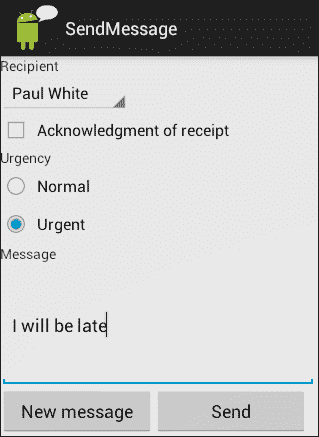 SendMessage
Recipient
Paul White
Acknowledgment of receipt
Urgency
Normal
Urgent
Message
I will be late
New message Send